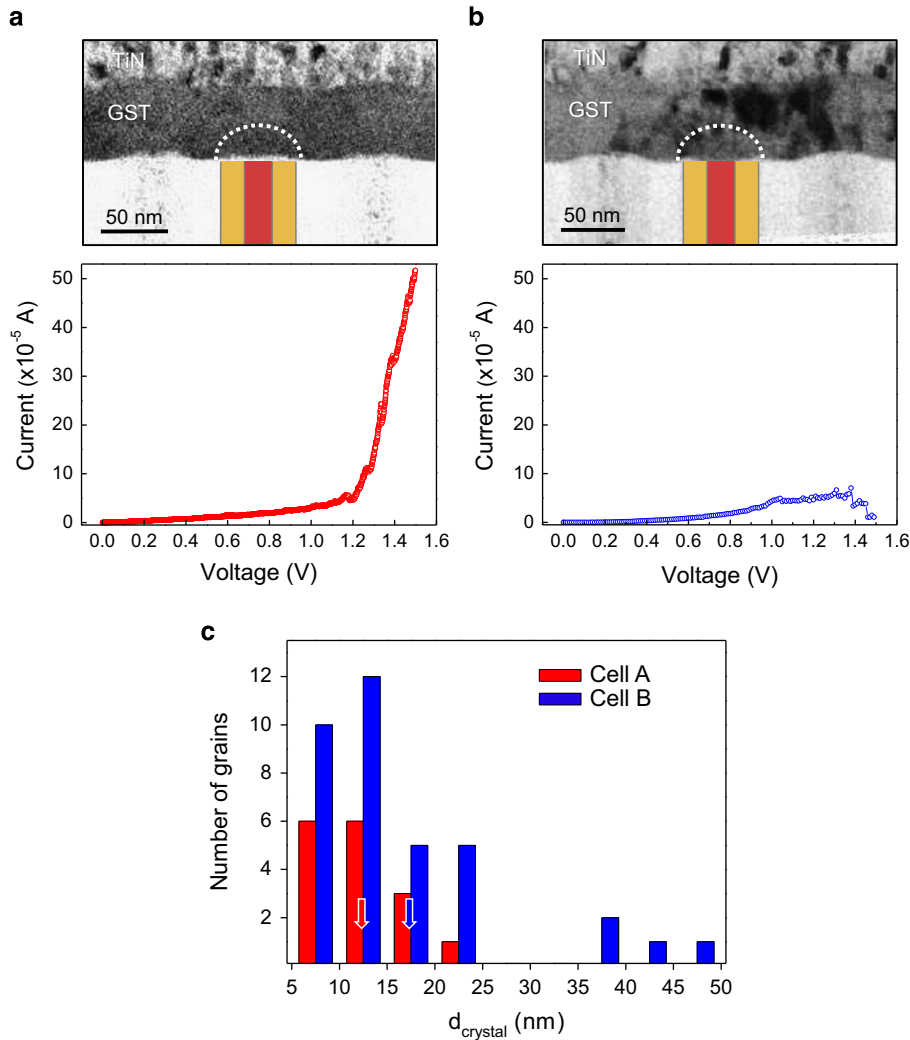 a
TiN
GST
50 nm
50
40
30
20
10
0
Current (x10⁻⁵ A)
0.0 0.2 0.4 0.6 0.8 1.0 1.2 1.4 1.6
Voltage (V)
b
TiN
GST
50 nm
50
40
30
20
10
0
Current (x10⁻⁵ A)
0.0 0.2 0.4 0.6 0.8 1.0 1.2 1.4 1.6
Voltage (V)
c
Cell A
Cell B
12
10
8
6
4
2
Number of grains
5 10 15 20 25 30 35 40 45 50
d_crystal (nm)